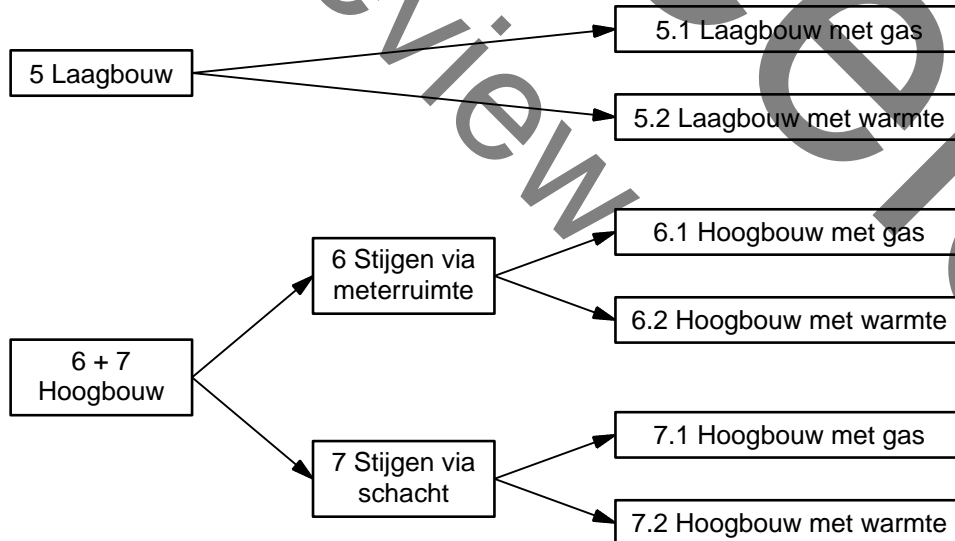 5.1 Laagbouw met gas
5 Laagbouw
5.2 Laagbouw met warmte
6.1 Hoogbouw met gas
6 Stijgen via
meterruimte
6.2 Hoogbouw met warmte
6 + 7
Hoogbouw
7.1 Hoogbouw met gas
7 Stijgen via
schacht
7.2 Hoogbouw met warmte